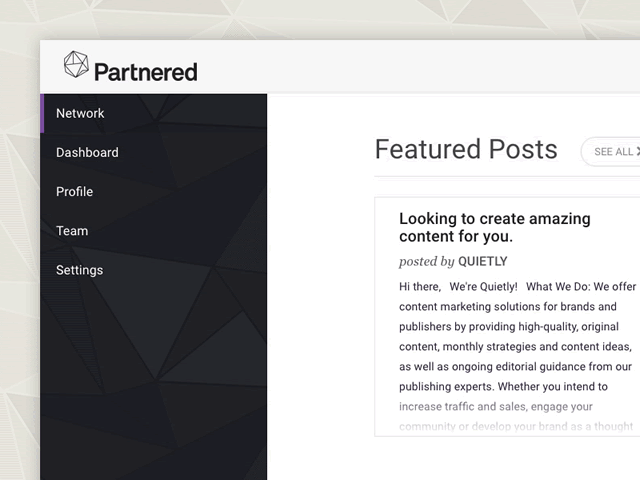 Partnered
Network
Dashboard
Profile
Team
Settings
Featured Posts
SEE ALL
Looking to create amazing
content for you.
posted by QUIETLY
Hi there, We're Quietly! What We Do: We offer
content marketing solutions for brands and
publishers by providing high-quality, original
content, monthly strategies and content ideas,
as well as ongoing editorial guidance from our
publishing experts. Whether you intend to
increase traffic and sales, engage your
community or develop your brand as a thought